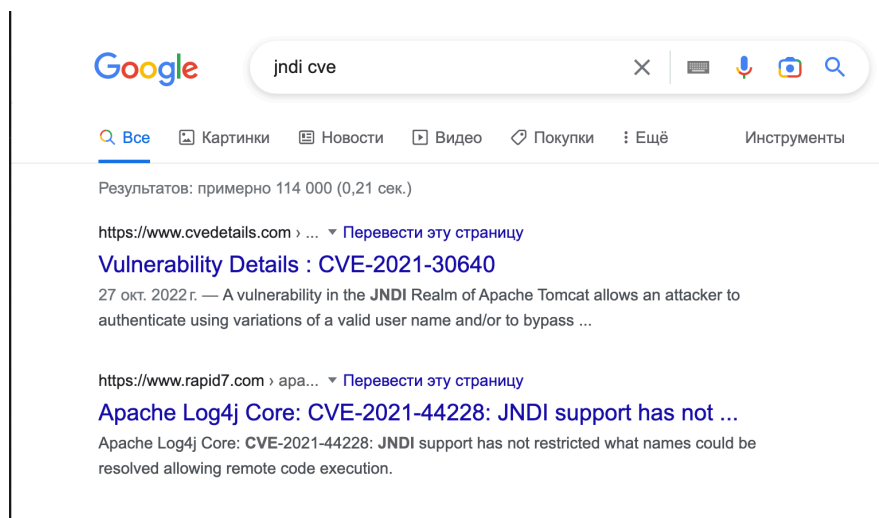 Google
jndi cve
Все Картинки Новости Видео Покупки Ещё Инструменты
Результатов: примерно 114 000 (0,21 сек.)
https://www.cvedetails.com › ... Перевести эту страницу
Vulnerability Details : CVE-2021-30640
27 окт. 2022 г. — A vulnerability in the JNDI Realm of Apache Tomcat allows an attacker to
authenticate using variations of a valid user name and/or to bypass ...
https://www.rapid7.com › apa... Перевести эту страницу
Apache Log4j Core: CVE-2021-44228: JNDI support has not ...
Apache Log4j Core: CVE-2021-44228: JNDI support has not restricted what names could be
resolved allowing remote code execution.